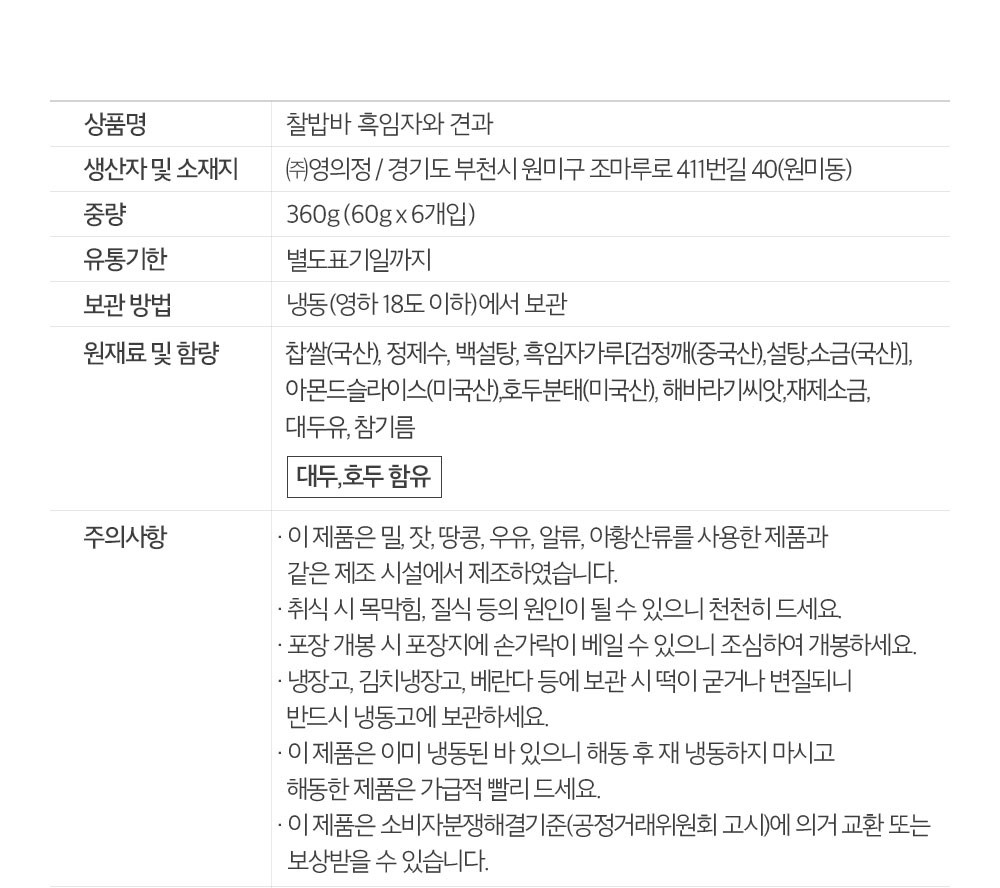 상품명 찰밥바 흑임자와 견과
생산자 및 소재지 ㈜영의정 / 경기도 부천시 원미구 조마루로 411번길 40(원미동)
중량 360g (60g x 6개입)
유통기한 별도표기일까지
보관 방법 냉동(영하 18도 이하)에서 보관
원재료 및 함량 찹쌀(국산), 정제수, 백설탕, 흑임자가루[검정깨(중국산),설탕,소금(국산)],
아몬드슬라이스(미국산),호두분태(미국산), 해바라기씨앗,재제소금,
대두유, 참기름
대두,호두 함유
주의사항 · 이 제품은 밀, 잣, 땅콩, 우유, 알류, 아황산류를 사용한 제품과
같은 제조 시설에서 제조하였습니다.
· 취식 시 목막힘, 질식 등의 원인이 될 수 있으니 천천히 드세요.
· 포장 개봉 시 포장지에 손가락이 베일 수 있으니 조심하여 개봉하세요.
· 냉장고, 김치냉장고, 베란다 등에 보관 시 떡이 굳거나 변질되니
반드시 냉동고에 보관하세요.
· 이 제품은 이미 냉동된 바 있으니 해동 후 재 냉동하지 마시고
해동한 제품은 가급적 빨리 드세요.
· 이 제품은 소비자분쟁해결기준(공정거래위원회 고시)에 의거 교환 또는
보상받을 수 있습니다.